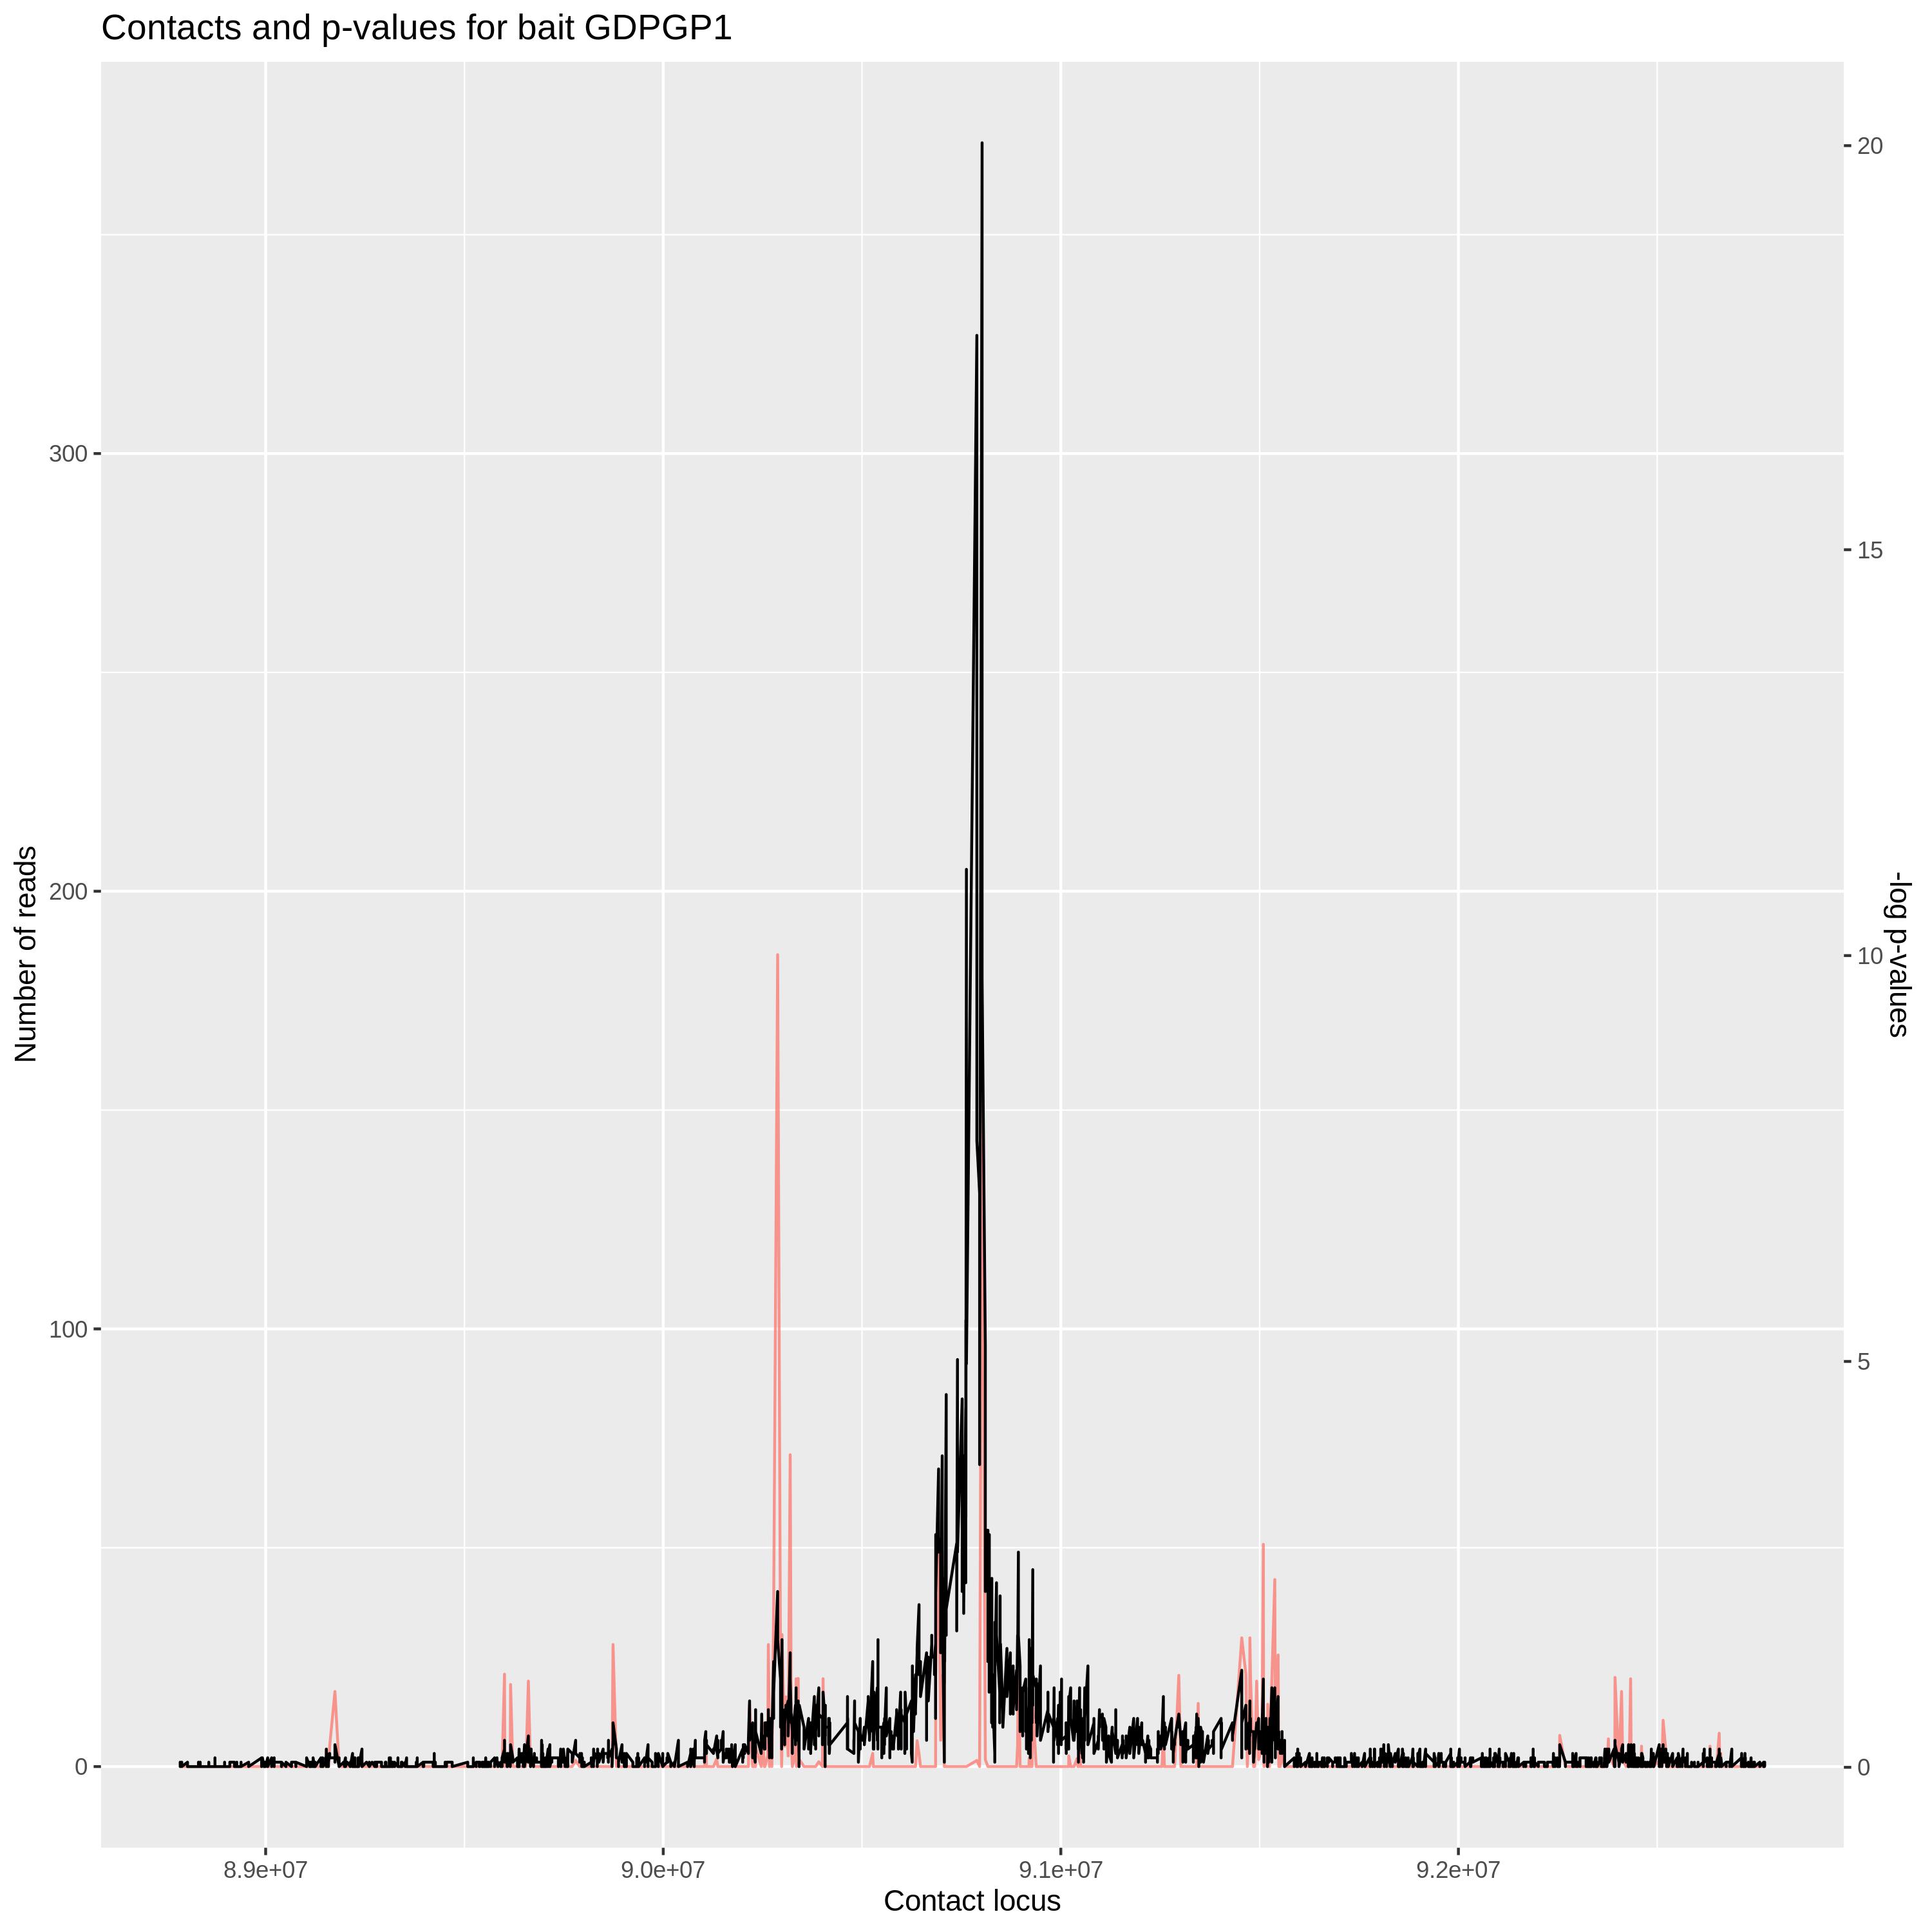 Contacts and p-values for bait GDPGP1
Number of reads
300
200
100
0
20
15
10
5
0
-log p-values
8.9e+07
9.0e+07
9.1e+07
9.2e+07
Contact locus